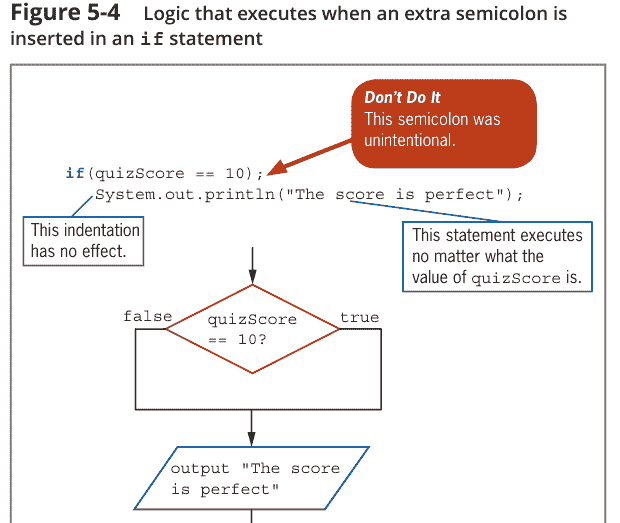 Figure 5-4 Logic that executes when an extra semicolon is
inserted in an if statement
Don't Do It
This semicolon was
unintentional.
if(quizScore == 10);
System.out.println("The score is perfect");
This indentation
has no effect.
This statement executes
no matter what the
value of quizScore is.
false
quizScore
== 10?
true
output "The score
is perfect"